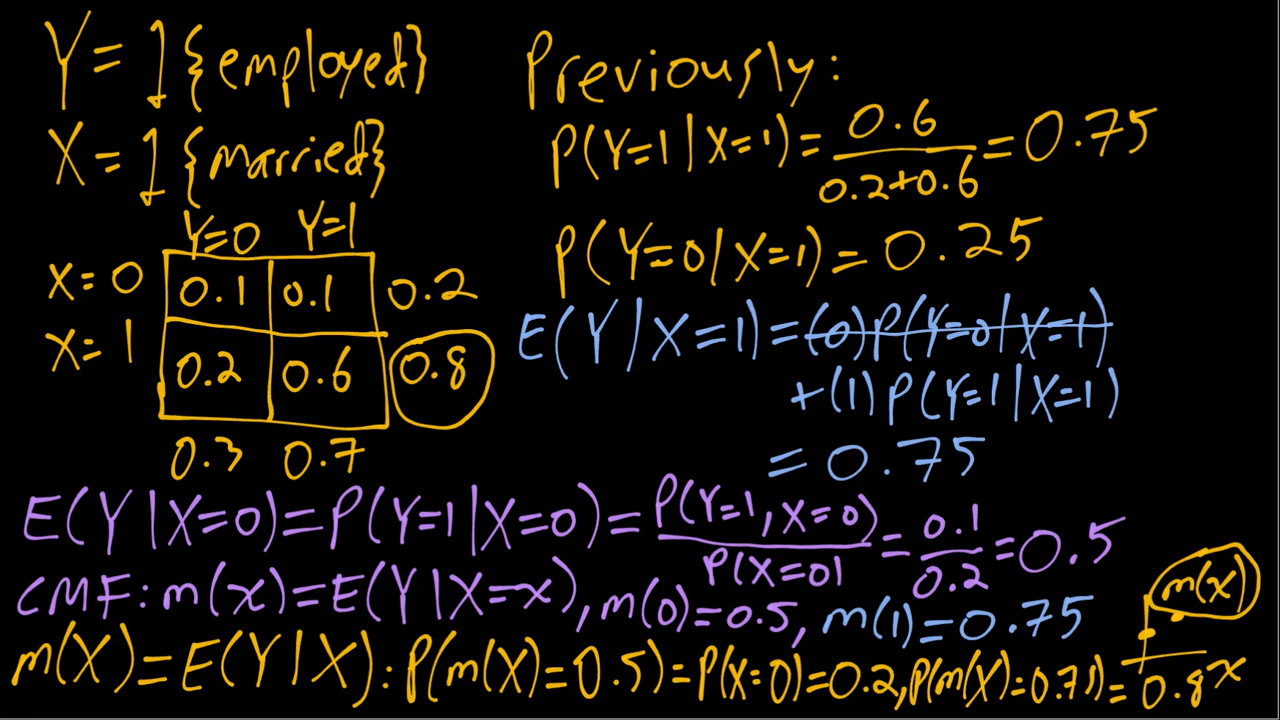 Y = 1{employed}
X = 1{married}
Y=0 Y=1
X=0 0.1 0.1 0.2
X=1 0.2 0.6 0.8
0.3 0.7
Previously:
P(Y=1|X=1) = 0.6 / 0.2+0.6 = 0.75
P(Y=0|X=1) = 0.25
E(Y|X=1) = (0)P(Y=0|X=1)
+(1)P(Y=1|X=1)
= 0.75
E(Y|X=0)=P(Y=1|X=0)= P(Y=1,X=0) / P(X=0) = 0.1 / 0.2 = 0.5
CMF: m(x)=E(Y|X=x), m(0)=0.5, m(1)=0.75
m(x)
m(X)=E(Y|X): P(m(X)=0.5)=P(X=0)=0.2, P(m(X)=0.75)=0.8
x